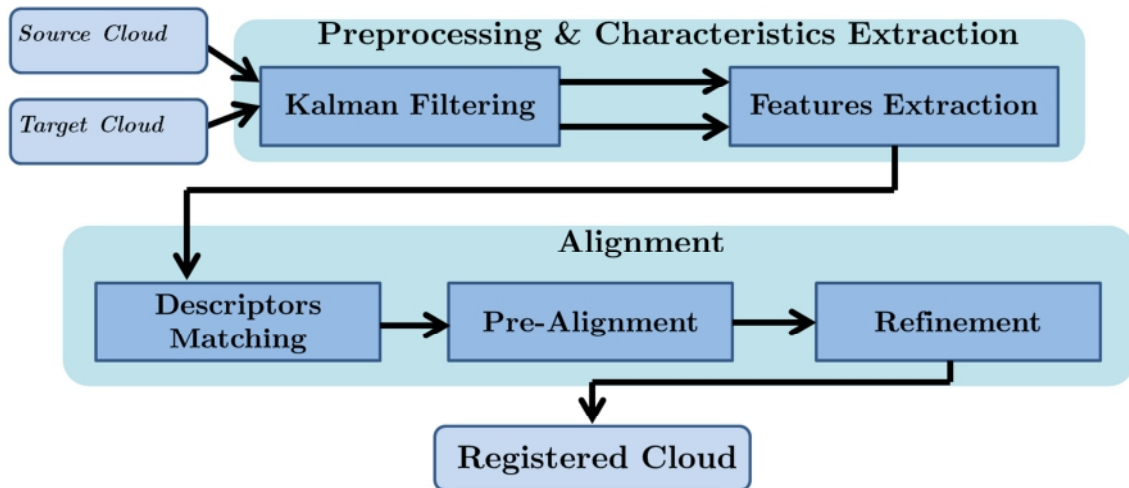 Source Cloud
Preprocessing & Characteristics Extraction
Target Cloud
Kalman Filtering
Features Extraction
Alignment
Descriptors
Matching
Pre-Alignment
Refinement
Registered Cloud